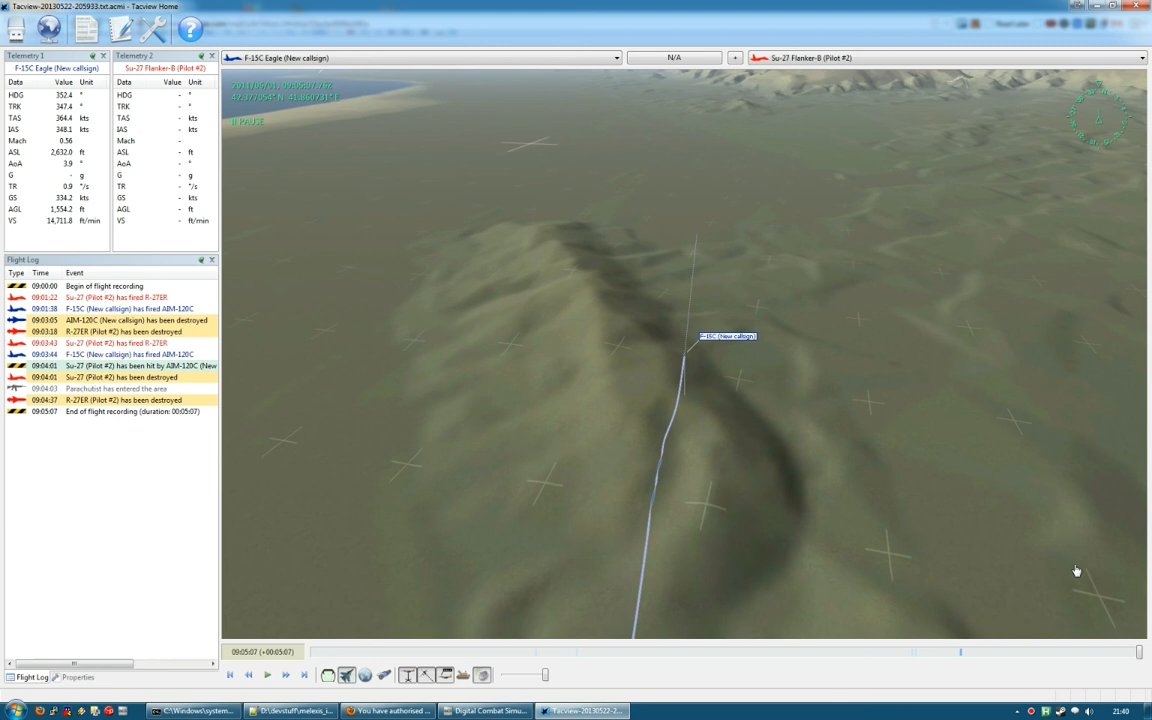 Tacview-20130522-205933.txt.acmi - Tacview Home
Telemetry 1
F-15C Eagle (New callsign)
Data Value Unit
HDG 352.4 °
TRK 347.4 °
TAS 364.4 kts
IAS 348.1 kts
Mach 0.56
ASL 2,632.0 ft
AoA 3.9 °
G - g
TR 0.9 °/s
GS 334.2 kts
AGL 1,554.2 ft
VS 14,711.8 ft/min
Telemetry 2
Su-27 Flanker-B (Pilot #2)
Data Value Unit
HDG - °
TRK - °
TAS - kts
IAS - kts
Mach -
ASL - ft
AoA - °
G - g
TR - °/s
GS - kts
AGL - ft
VS - ft/min
F-15C Eagle (New callsign)
N/A
+
Su-27 Flanker-B (Pilot #2)
II PAUSE
F-15C (New callsign)
Flight Log
Type Time Event
09:00:00 Begin of flight recording
09:01:22 Su-27 (Pilot #2) has fired R-27ER
09:01:38 F-15C (New callsign) has fired AIM-120C
09:03:05 AIM-120C (New callsign) has been destroyed
09:03:18 R-27ER (Pilot #2) has been destroyed
09:03:43 Su-27 (Pilot #2) has fired R-27ER
09:03:44 F-15C (New callsign) has fired AIM-120C
09:04:01 Su-27 (Pilot #2) has been hit by AIM-120C (New
09:04:01 Su-27 (Pilot #2) has been destroyed
09:04:03 Parachutist has entered the area
09:04:37 R-27ER (Pilot #2) has been destroyed
09:05:07 End of flight recording (duration: 00:05:07)
09:05:07 (+00:05:07)
Flight Log Properties
C:\Windows\system...
D:\devstuff\melexis_i...
You have authorised ...
Digital Combat Simu...
Tacview-20130522-2...
21:40